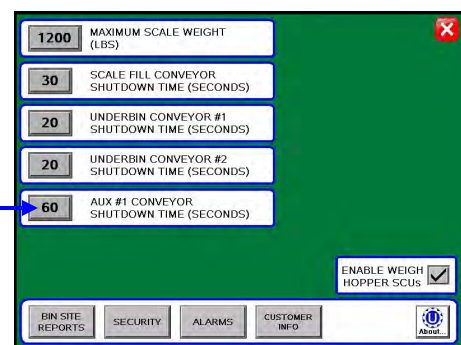 1200
MAXIMUM SCALE WEIGHT
(LBS)
30
SCALE FILL CONVEYOR
SHUTDOWN TIME (SECONDS)
20
UNDERBIN CONVEYOR #1
SHUTDOWN TIME (SECONDS)
20
UNDERBIN CONVEYOR #2
SHUTDOWN TIME (SECONDS)
60
AUX #1 CONVEYOR
SHUTDOWN TIME (SECONDS)
ENABLE WEIGH
HOPPER SCUs
BIN SITE
REPORTS
SECURITY
ALARMS
CUSTOMER
INFO
U
About...